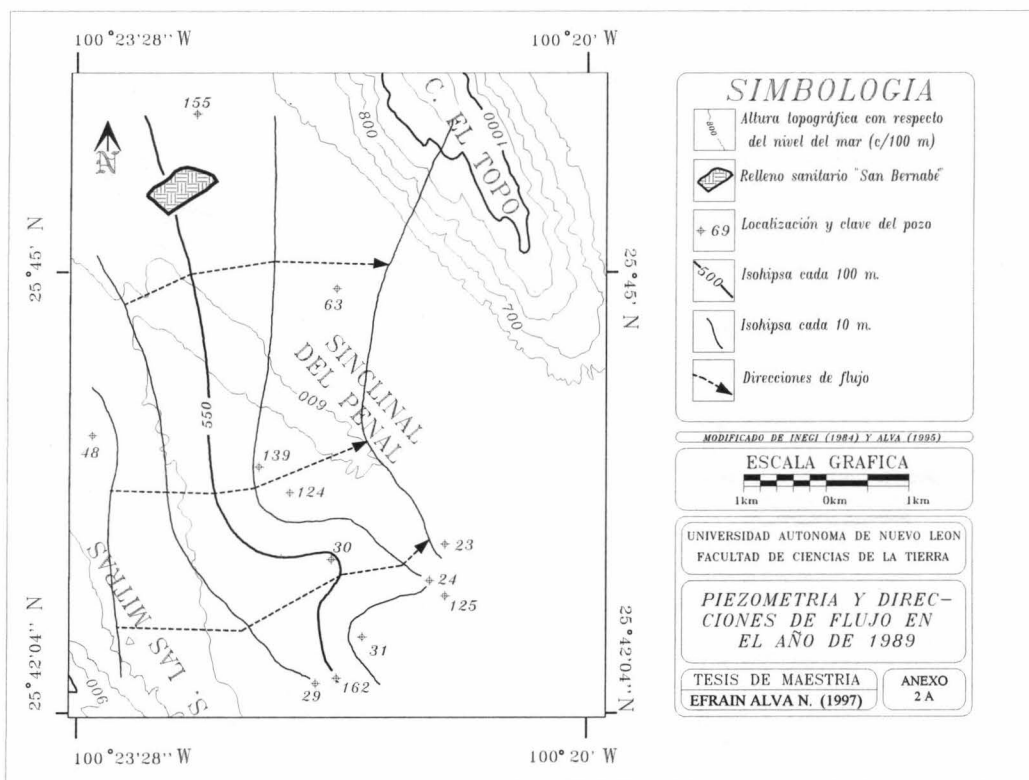 100°23'28'' W
100°20' W
155
N
800
C. EL TOPO
1000
25°45' N
25°45' N
63
700
SINCLINAL
DEL PENAL
600
550
48
139
124
30
23
24
125
31
S. LAS MITRAS
900
29
162
25°42'04'' N
25°42'04'' N
100°23'28'' W
100°20' W
SIMBOLOGIA
800
Altura topográfica con respecto
del nivel del mar (c/100 m)
Relleno sanitario "San Bernabé"
69
Localización y clave del pozo
500
Isohipsa cada 100 m.
Isohipsa cada 10 m.
Direcciones de flujo
MODIFICADO DE INEGI (1984) Y ALVA (1995)
ESCALA GRAFICA
1km 0km 1km
UNIVERSIDAD AUTONOMA DE NUEVO LEON
FACULTAD DE CIENCIAS DE LA TIERRA
PIEZOMETRIA Y DIREC-
CIONES DE FLUJO EN
EL AÑO DE 1989
TESIS DE MAESTRIA
EFRAIN ALVA N. (1997)
ANEXO
2 A